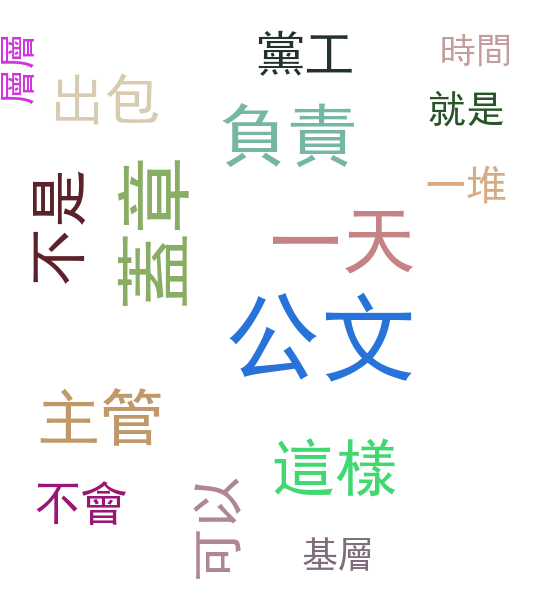 黨工
時間
層層
出包
就是
負責
一堆
蓋章
不是
一天
公文
主管
這樣
不會
可以
基層